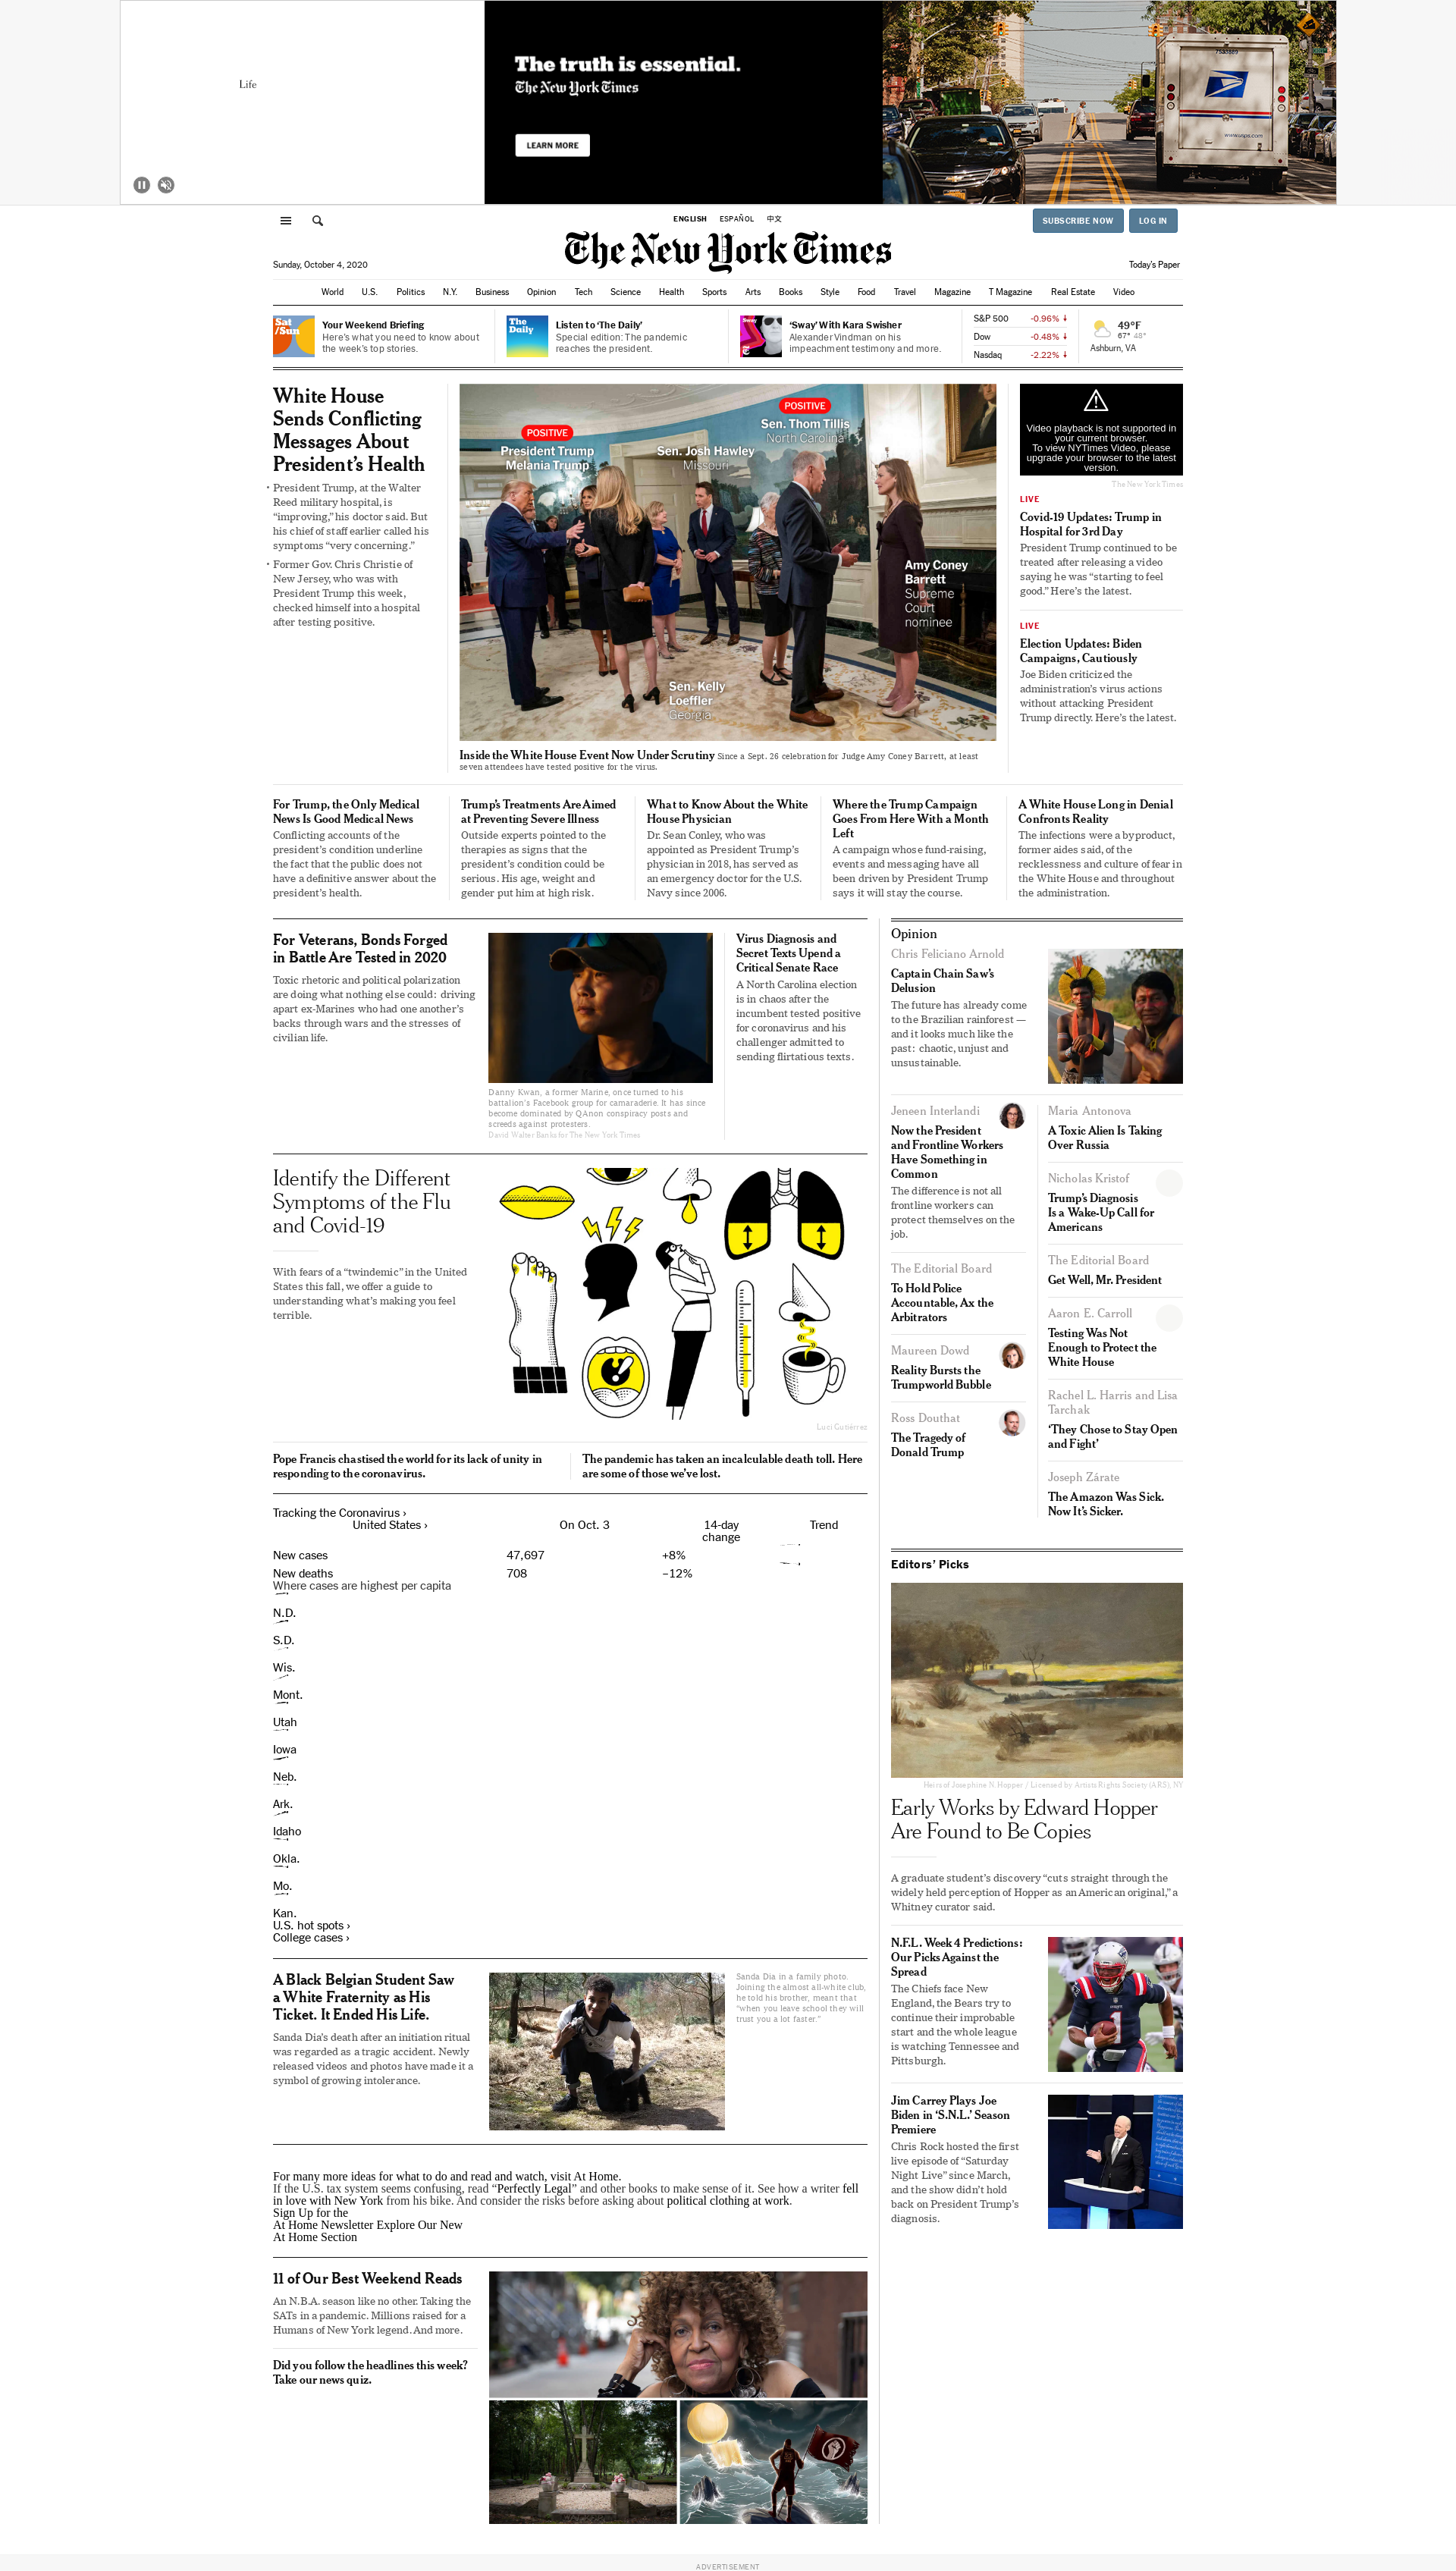 Life
The truth is essential.
The New York Times
LEARN MORE
ENGLISH ESPAÑOL 中文
SUBSCRIBE NOW LOG IN
The New York Times
Sunday, October 4, 2020
Today's Paper
World U.S. Politics N.Y. Business Opinion Tech Science Health Sports Arts Books Style Food Travel Magazine T Magazine Real Estate Video
Sat/Sun
Your Weekend Briefing
Here's what you need to know about
the week's top stories.
The Daily
Listen to 'The Daily'
Special edition: The pandemic
reaches the president.
Sway
'Sway' With Kara Swisher
Alexander Vindman on his
impeachment testimony and more.
S&P 500 -0.96%
Dow -0.48%
Nasdaq -2.22%
49°F
67° 48°
Ashburn, VA
White House
Sends Conflicting
Messages About
President's Health
• President Trump, at the Walter
Reed military hospital, is
"improving," his doctor said. But
his chief of staff earlier called his
symptoms "very concerning."
• Former Gov. Chris Christie of
New Jersey, who was with
President Trump this week,
checked himself into a hospital
after testing positive.
POSITIVE
President Trump
Melania Trump
Sen. Josh Hawley
Missouri
POSITIVE
Sen. Thom Tillis
North Carolina
Amy Coney
Barrett
Supreme
Court
nominee
Sen. Kelly
Loeffler
Georgia
Inside the White House Event Now Under Scrutiny Since a Sept. 26 celebration for Judge Amy Coney Barrett, at least
seven attendees have tested positive for the virus.
Video playback is not supported in
your current browser.
To view NYTimes Video, please
upgrade your browser to the latest
version.
The New York Times
LIVE
Covid-19 Updates: Trump in
Hospital for 3rd Day
President Trump continued to be
treated after releasing a video
saying he was "starting to feel
good." Here's the latest.
LIVE
Election Updates: Biden
Campaigns, Cautiously
Joe Biden criticized the
administration's virus actions
without attacking President
Trump directly. Here's the latest.
For Trump, the Only Medical
News Is Good Medical News
Conflicting accounts of the
president's condition underline
the fact that the public does not
have a definitive answer about the
president's health.
Trump's Treatments Are Aimed
at Preventing Severe Illness
Outside experts pointed to the
therapies as signs that the
president's condition could be
serious. His age, weight and
gender put him at high risk.
What to Know About the White
House Physician
Dr. Sean Conley, who was
appointed as President Trump's
physician in 2018, has served as
an emergency doctor for the U.S.
Navy since 2006.
Where the Trump Campaign
Goes From Here With a Month
Left
A campaign whose fund-raising,
events and messaging have all
been driven by President Trump
says it will stay the course.
A White House Long in Denial
Confronts Reality
The infections were a byproduct,
former aides said, of the
recklessness and culture of fear in
the White House and throughout
the administration.
For Veterans, Bonds Forged
in Battle Are Tested in 2020
Toxic rhetoric and political polarization
are doing what nothing else could: driving
apart ex-Marines who had one another's
backs through wars and the stresses of
civilian life.
Danny Kwan, a former Marine, once turned to his
battalion's Facebook group for camaraderie. It has since
become dominated by QAnon conspiracy posts and
screeds against protesters.
David Walter Banks for The New York Times
Virus Diagnosis and
Secret Texts Upend a
Critical Senate Race
A North Carolina election
is in chaos after the
incumbent tested positive
for coronavirus and his
challenger admitted to
sending flirtatious texts.
Identify the Different
Symptoms of the Flu
and Covid-19
With fears of a "twindemic" in the United
States this fall, we offer a guide to
understanding what's making you feel
terrible.
Luci Gutiérrez
Pope Francis chastised the world for its lack of unity in
responding to the coronavirus.
The pandemic has taken an incalculable death toll. Here
are some of those we've lost.
Tracking the Coronavirus ›
United States › On Oct. 3 14-day
change Trend
New cases 47,697 +8%
New deaths 708 −12%
Where cases are highest per capita
N.D.
S.D.
Wis.
Mont.
Utah
Iowa
Neb.
Ark.
Idaho
Okla.
Mo.
Kan.
U.S. hot spots ›
College cases ›
A Black Belgian Student Saw
a White Fraternity as His
Ticket. It Ended His Life.
Sanda Dia's death after an initiation ritual
was regarded as a tragic accident. Newly
released videos and photos have made it a
symbol of growing intolerance.
Sanda Dia in a family photo.
Joining the almost all-white club,
he told his brother, meant that
"when you leave school they will
trust you a lot faster."
For many more ideas for what to do and read and watch, visit At Home.
If the U.S. tax system seems confusing, read "Perfectly Legal" and other books to make sense of it. See how a writer fell
in love with New York from his bike. And consider the risks before asking about political clothing at work.
Sign Up for the
At Home Newsletter Explore Our New
At Home Section
11 of Our Best Weekend Reads
An N.B.A. season like no other. Taking the
SATs in a pandemic. Millions raised for a
Humans of New York legend. And more.
Did you follow the headlines this week?
Take our news quiz.
Opinion
Chris Feliciano Arnold
Captain Chain Saw's
Delusion
The future has already come
to the Brazilian rainforest —
and it looks much like the
past: chaotic, unjust and
unsustainable.
Jeneen Interlandi
Now the President
and Frontline Workers
Have Something in
Common
The difference is not all
frontline workers can
protect themselves on the
job.
The Editorial Board
To Hold Police
Accountable, Ax the
Arbitrators
Maureen Dowd
Reality Bursts the
Trumpworld Bubble
Ross Douthat
The Tragedy of
Donald Trump
Maria Antonova
A Toxic Alien Is Taking
Over Russia
Nicholas Kristof
Trump's Diagnosis
Is a Wake-Up Call for
Americans
The Editorial Board
Get Well, Mr. President
Aaron E. Carroll
Testing Was Not
Enough to Protect the
White House
Rachel L. Harris and Lisa
Tarchak
'They Chose to Stay Open
and Fight'
Joseph Zárate
The Amazon Was Sick.
Now It's Sicker.
Editors' Picks
Heirs of Josephine N. Hopper / Licensed by Artists Rights Society (ARS), NY
Early Works by Edward Hopper
Are Found to Be Copies
A graduate student's discovery "cuts straight through the
widely held perception of Hopper as an American original," a
Whitney curator said.
N.F.L. Week 4 Predictions:
Our Picks Against the
Spread
The Chiefs face New
England, the Bears try to
continue their improbable
start and the whole league
is watching Tennessee and
Pittsburgh.
Jim Carrey Plays Joe
Biden in 'S.N.L.' Season
Premiere
Chris Rock hosted the first
live episode of "Saturday
Night Live" since March,
and the show didn't hold
back on President Trump's
diagnosis.
ADVERTISEMENT